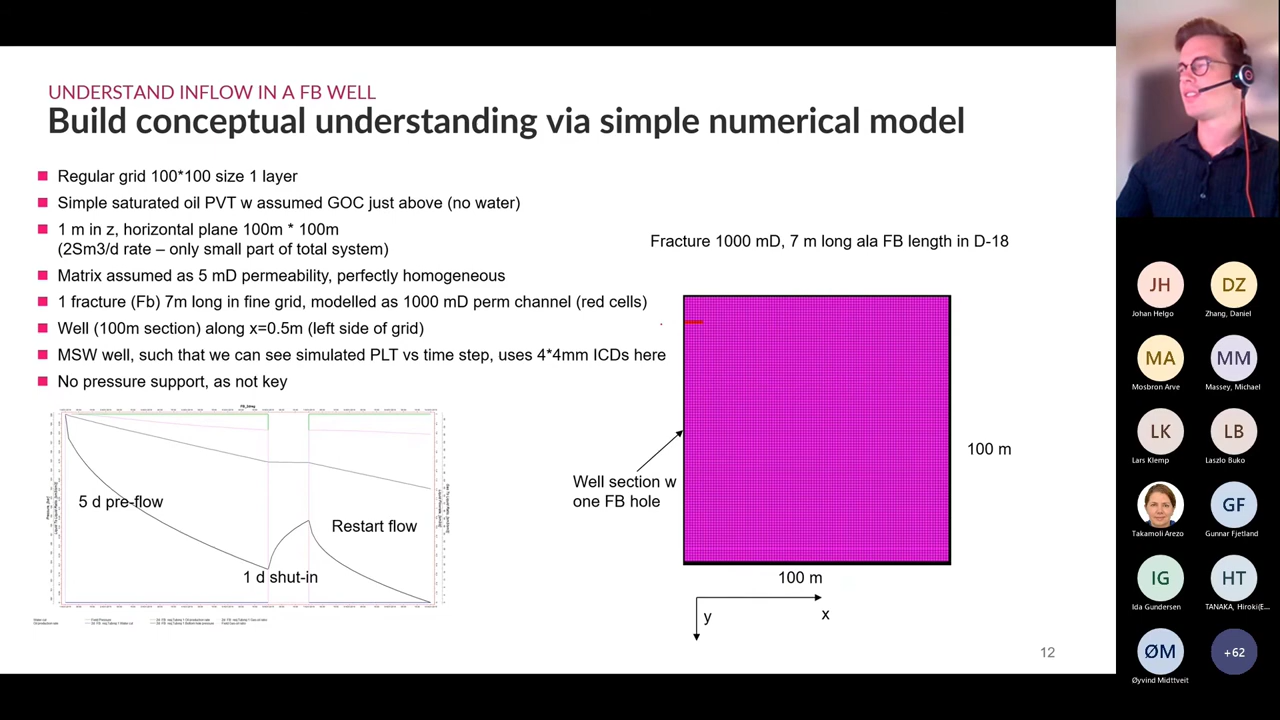 UNDERSTAND INFLOW IN A FB WELL
Build conceptual understanding via simple numerical model
Regular grid 100*100 size 1 layer
Simple saturated oil PVT w assumed GOC just above (no water)
1 m in z, horizontal plane 100m * 100m
(2Sm3/d rate – only small part of total system)
Matrix assumed as 5 mD permeability, perfectly homogeneous
1 fracture (Fb) 7m long in fine grid, modelled as 1000 mD perm channel (red cells)
Well (100m section) along x=0.5m (left side of grid)
MSW well, such that we can see simulated PLT vs time step, uses 4*4mm ICDs here
No pressure support, as not key
5 d pre-flow
1 d shut-in
Restart flow
Fracture 1000 mD, 7 m long ala FB length in D-18
Well section w
one FB hole
100 m
100 m
y
x
12
JH
Johan Helgo
DZ
Zhang, Daniel
MA
Mosbron Arve
MM
Massey, Michael
LK
Lars Klemp
LB
Laszlo Buko
Takamoli Arezo
GF
Gunnar Fjetland
IG
Ida Gundersen
HT
TANAKA, Hiroki(E...
ØM
Øyvind Midttveit
+62